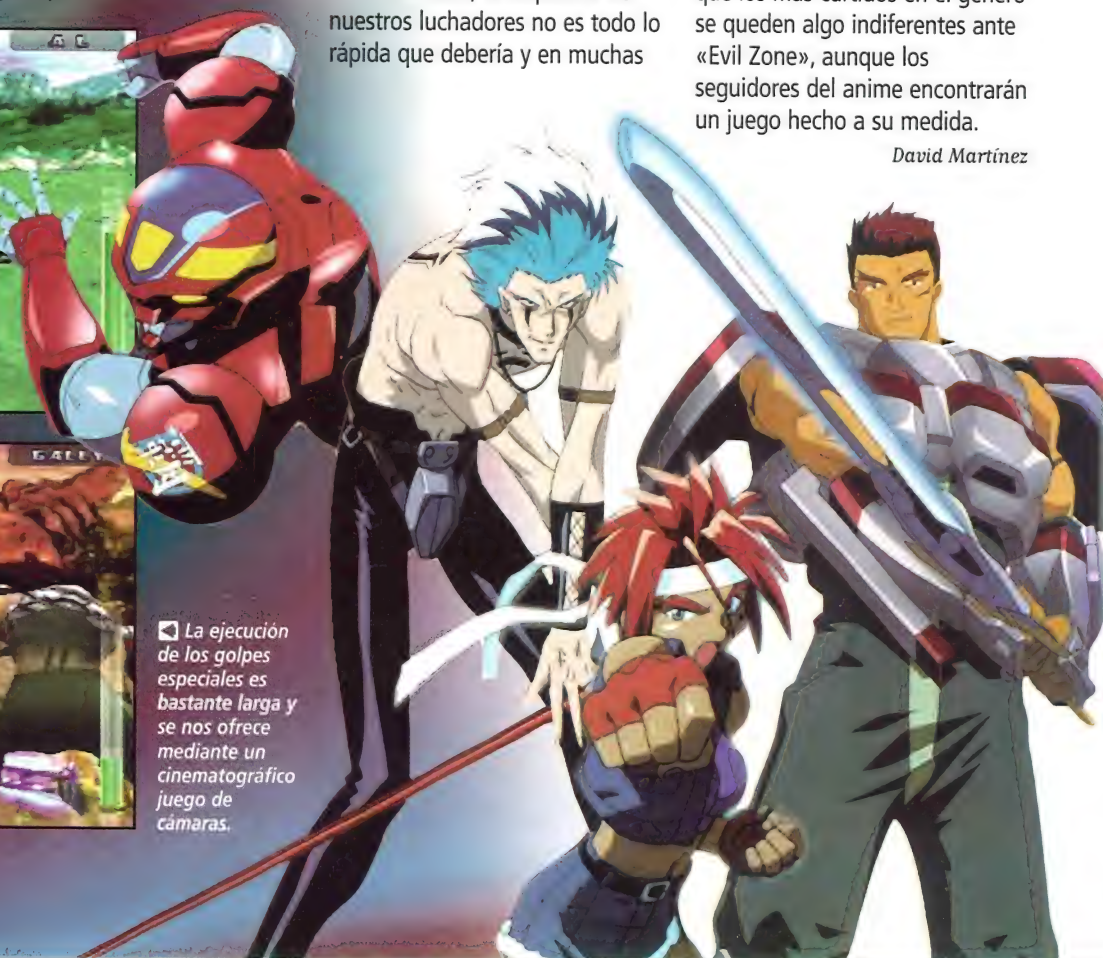 nuestros luchadores no es todo lo
rápida que debería y en muchas
se queden algo indiferentes ante
«Evil Zone», aunque los
seguidores del anime encontrarán
un juego hecho a su medida.
David Martínez
La ejecución
de los golpes
especiales es
bastante larga y
se nos ofrece
mediante un
cinematográfico
juego de
cámaras.